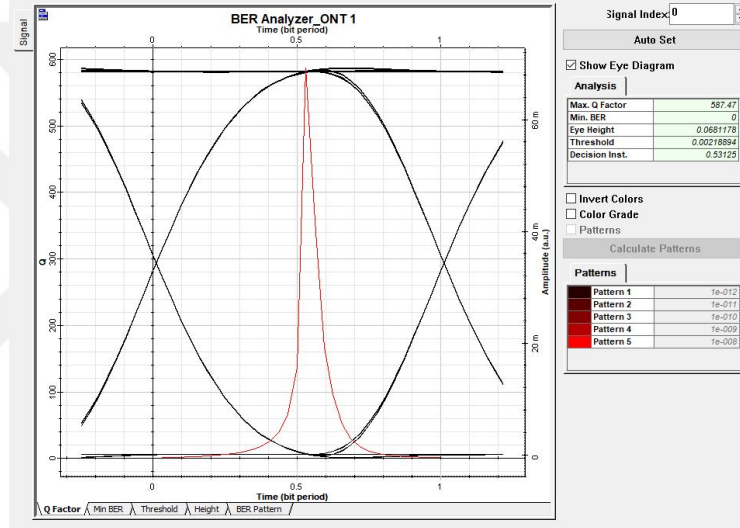 Signal
BER Analyzer_ONT 1
Time (bit period)
0 0.5 1
600
500
400
300
200
100
0
Q
60 m
40 m
20 m
0
Amplitude (a.u.)
0 0.5 1
Time (bit period)
Q Factor Min BER Threshold Height BER Pattern
Signal Index: 0
Auto Set
Show Eye Diagram
Analysis
Max. Q Factor 587.47
Min. BER 0
Eye Height 0.0681178
Threshold 0.00218894
Decision Inst. 0.53125
Invert Colors
Color Grade
Patterns
Calculate Patterns
Patterns
Pattern 1 1e-012
Pattern 2 1e-011
Pattern 3 1e-010
Pattern 4 1e-009
Pattern 5 1e-008